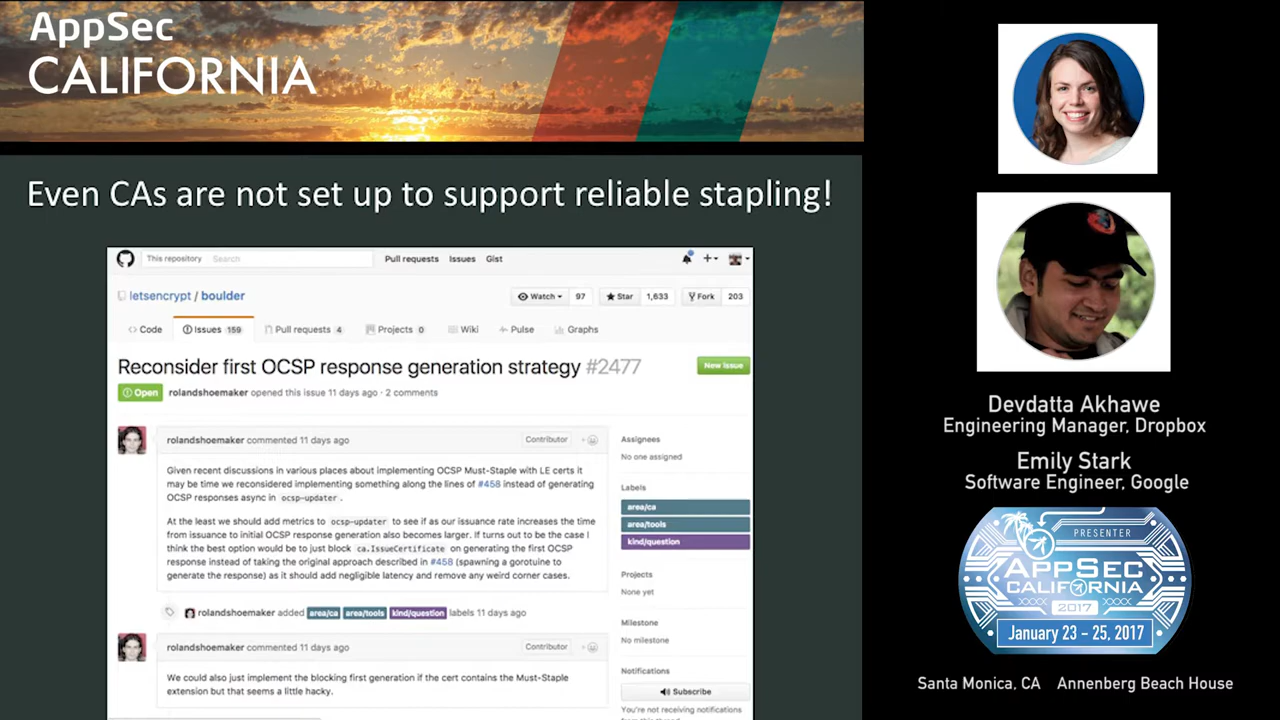 AppSec
CALIFORNIA
Even CAs are not set up to support reliable stapling!
This repository Search
Pull requests Issues Gist
letsencrypt / boulder
Watch 97 Star 1,633 Fork 203
Code Issues 159 Pull requests 4 Projects 0 Wiki Pulse Graphs
Reconsider first OCSP response generation strategy #2477
New Issue
Open rolandshoemaker opened this issue 11 days ago · 2 comments
rolandshoemaker commented 11 days ago
Contributor
Given recent discussions in various places about implementing OCSP Must-Staple with LE certs it
may be time we reconsidered implementing something along the lines of #458 instead of generating
OCSP responses async in ocsp-updater .
At the least we should add metrics to ocsp-updater to see if as our issuance rate increases the time
from issuance to initial OCSP response generation also becomes larger. If turns out to be the case I
think the best option would be to just block ca.IssueCertificate on generating the first OCSP
response instead of taking the original approach described in #458 (spawning a gorotuine to
generate the response) as it should add negligible latency and remove any weird corner cases.
rolandshoemaker added area/ca area/tools kind/question labels 11 days ago
rolandshoemaker commented 11 days ago
Contributor
We could also just implement the blocking first generation if the cert contains the Must-Staple
extension but that seems a little hacky.
Assignees
No one assigned
Labels
area/ca
area/tools
kind/question
Projects
None yet
Milestone
No milestone
Notifications
Subscribe
You're not receiving notifications
from this thread.
Devdatta Akhawe
Engineering Manager, Dropbox
Emily Stark
Software Engineer, Google
PRESENTER
APPSEC
CALIFORNIA
2017
January 23 – 25, 2017
Santa Monica, CA Annenberg Beach House